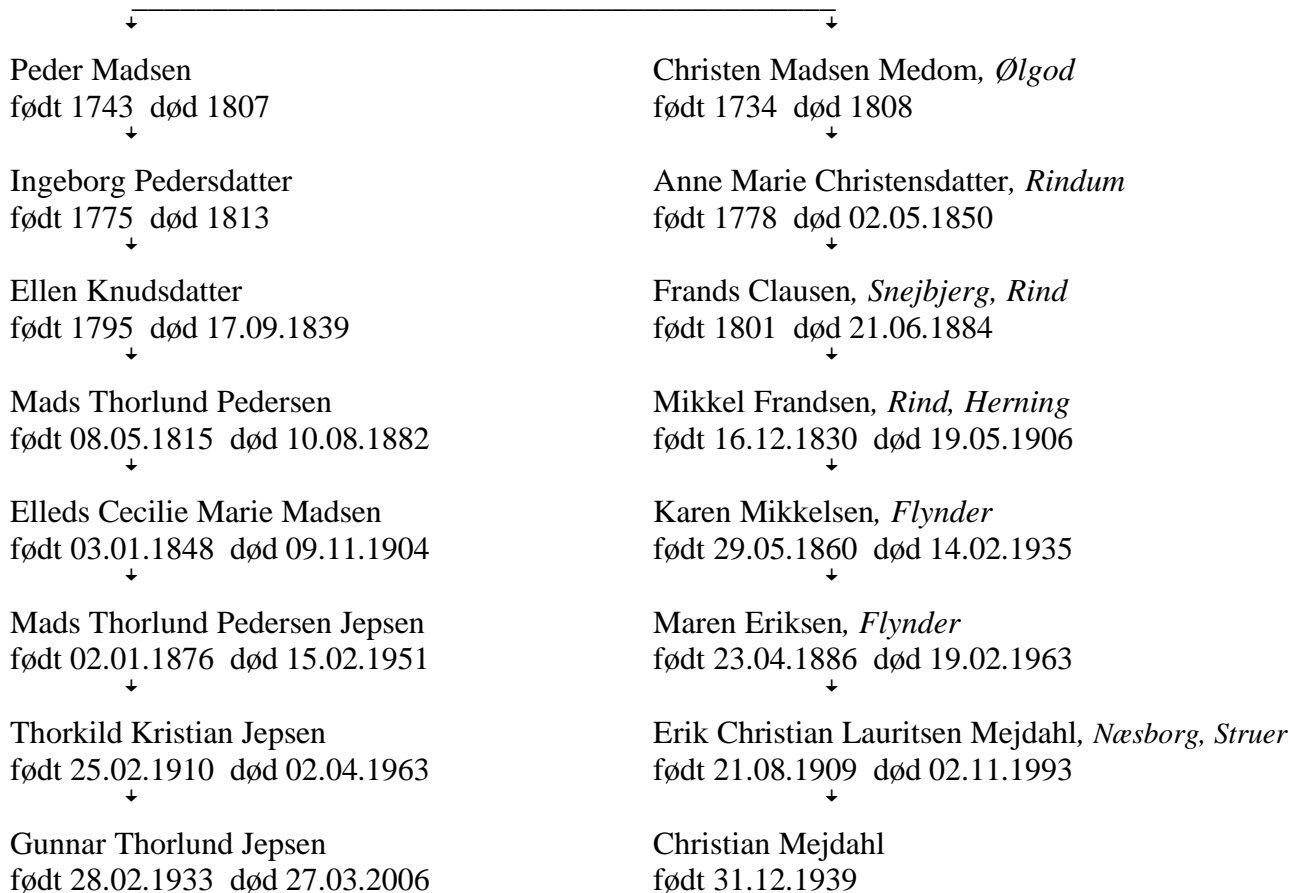 Peder Madsen
født 1743 død 1807
Christen Madsen Medom, Ølgod
født 1734 død 1808
Ingeborg Pedersdatter
født 1775 død 1813
Anne Marie Christensdatter, Rindum
født 1778 død 02.05.1850
Ellen Knudsdatter
født 1795 død 17.09.1839
Frands Clausen, Snejbjerg, Rind
født 1801 død 21.06.1884
Mads Thorlund Pedersen
født 08.05.1815 død 10.08.1882
Mikkel Frandsen, Rind, Herning
født 16.12.1830 død 19.05.1906
Elleds Cecilie Marie Madsen
født 03.01.1848 død 09.11.1904
Karen Mikkelsen, Flynder
født 29.05.1860 død 14.02.1935
Mads Thorlund Pedersen Jepsen
født 02.01.1876 død 15.02.1951
Maren Eriksen, Flynder
født 23.04.1886 død 19.02.1963
Thorkild Kristian Jepsen
født 25.02.1910 død 02.04.1963
Erik Christian Lauritsen Mejdahl, Næsborg, Struer
født 21.08.1909 død 02.11.1993
Gunnar Thorlund Jepsen
født 28.02.1933 død 27.03.2006
Christian Mejdahl
født 31.12.1939